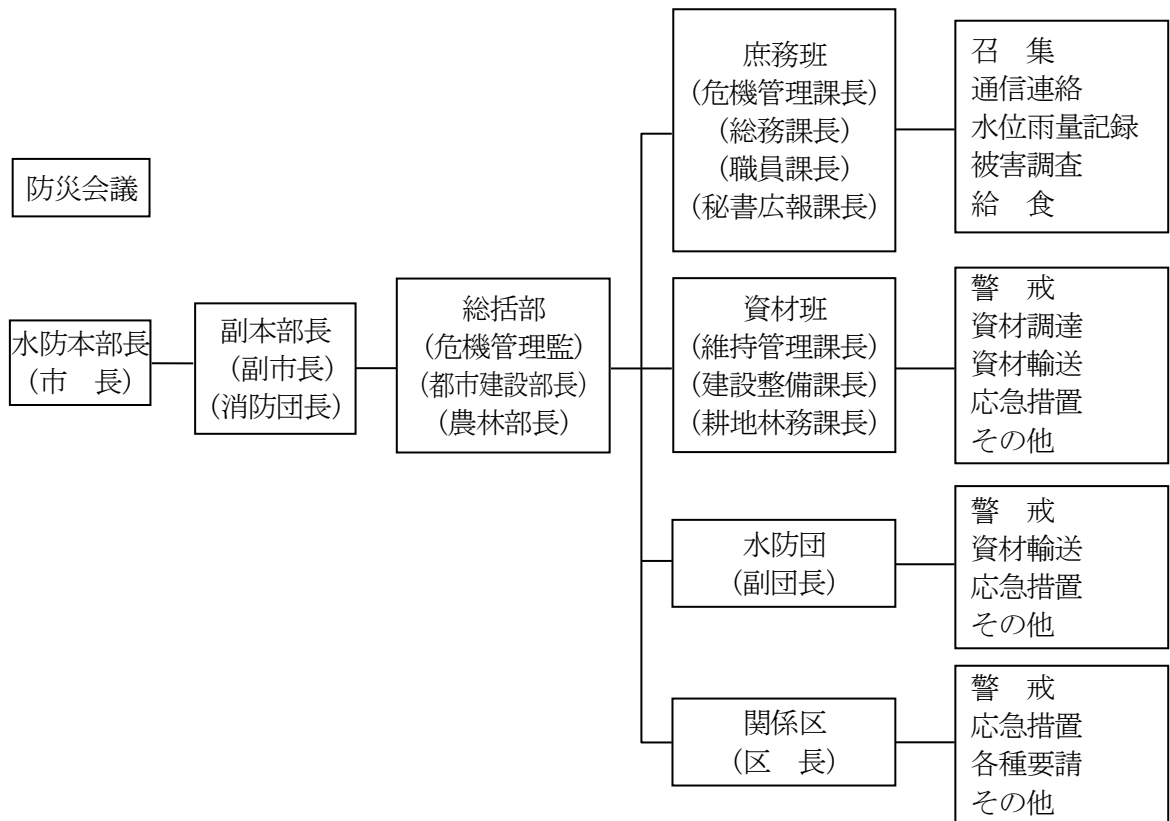 防災会議
水防本部長
（市　長）
副本部長
（副市長）
（消防団長）
総括部
（危機管理監）
（都市建設部長）
（農林部長）
庶務班
（危機管理課長）
（総務課長）
（職員課長）
（秘書広報課長）
召　集
通信連絡
水位雨量記録
被害調査
給　食
資材班
（維持管理課長）
（建設整備課長）
（耕地林務課長）
警　戒
資材調達
資材輸送
応急措置
その他
水防団
（副団長）
警　戒
資材輸送
応急措置
その他
関係区
（区　長）
警　戒
応急措置
各種要請
その他